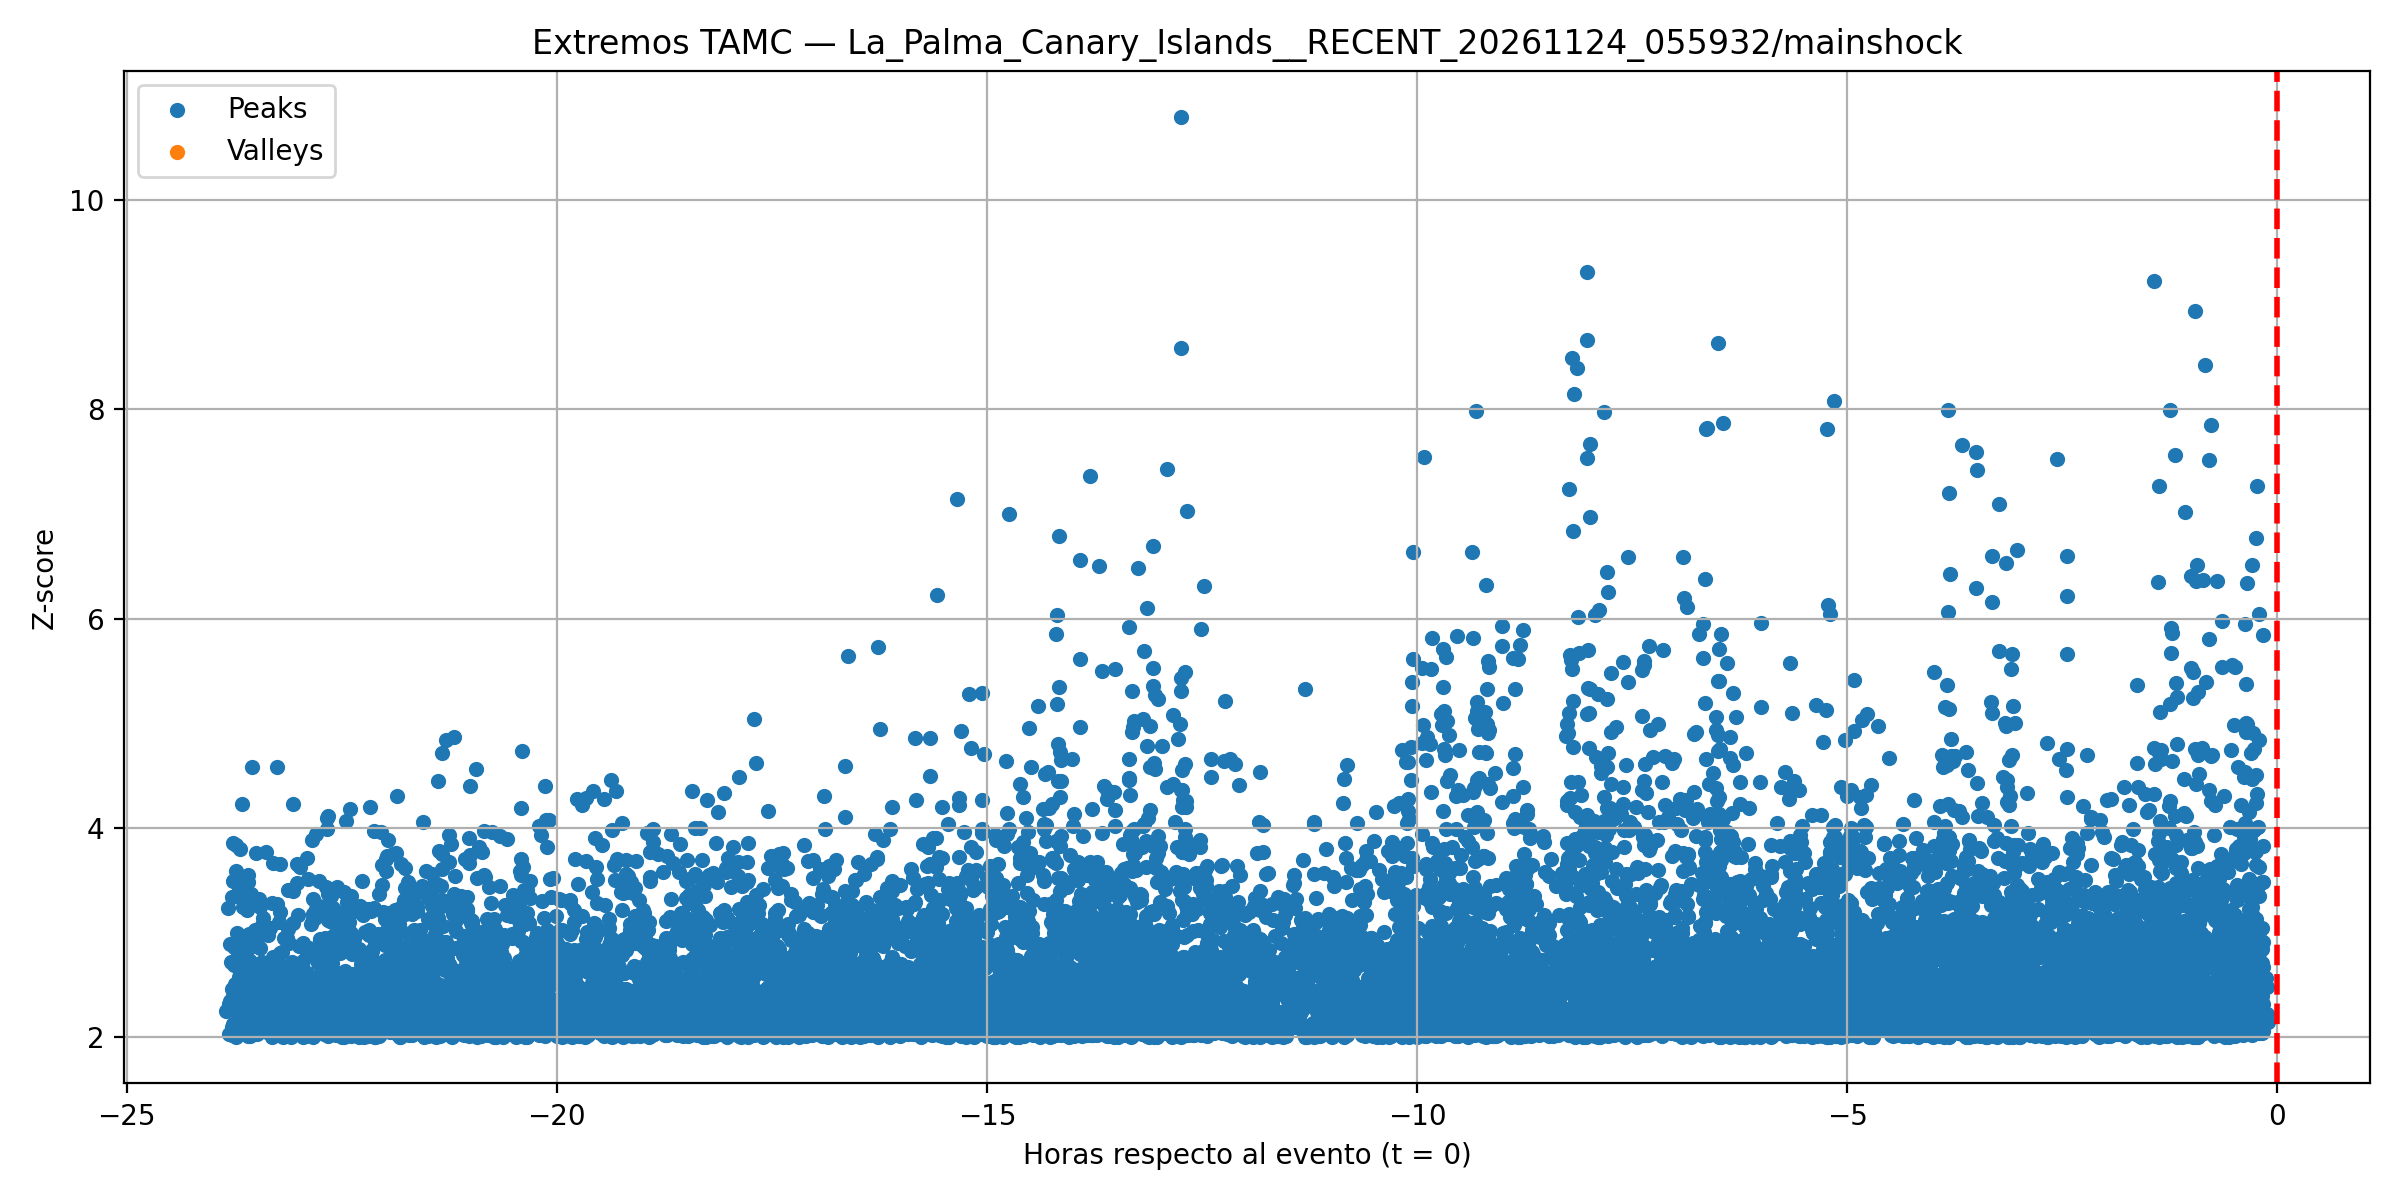 Extremos TAMC — La_Palma_Canary_Islands__RECENT_20261124_055932/mainshock
Peaks
Valleys
Z-score
10
8
6
4
2
−25
−20
−15
−10
−5
0
Horas respecto al evento (t = 0)